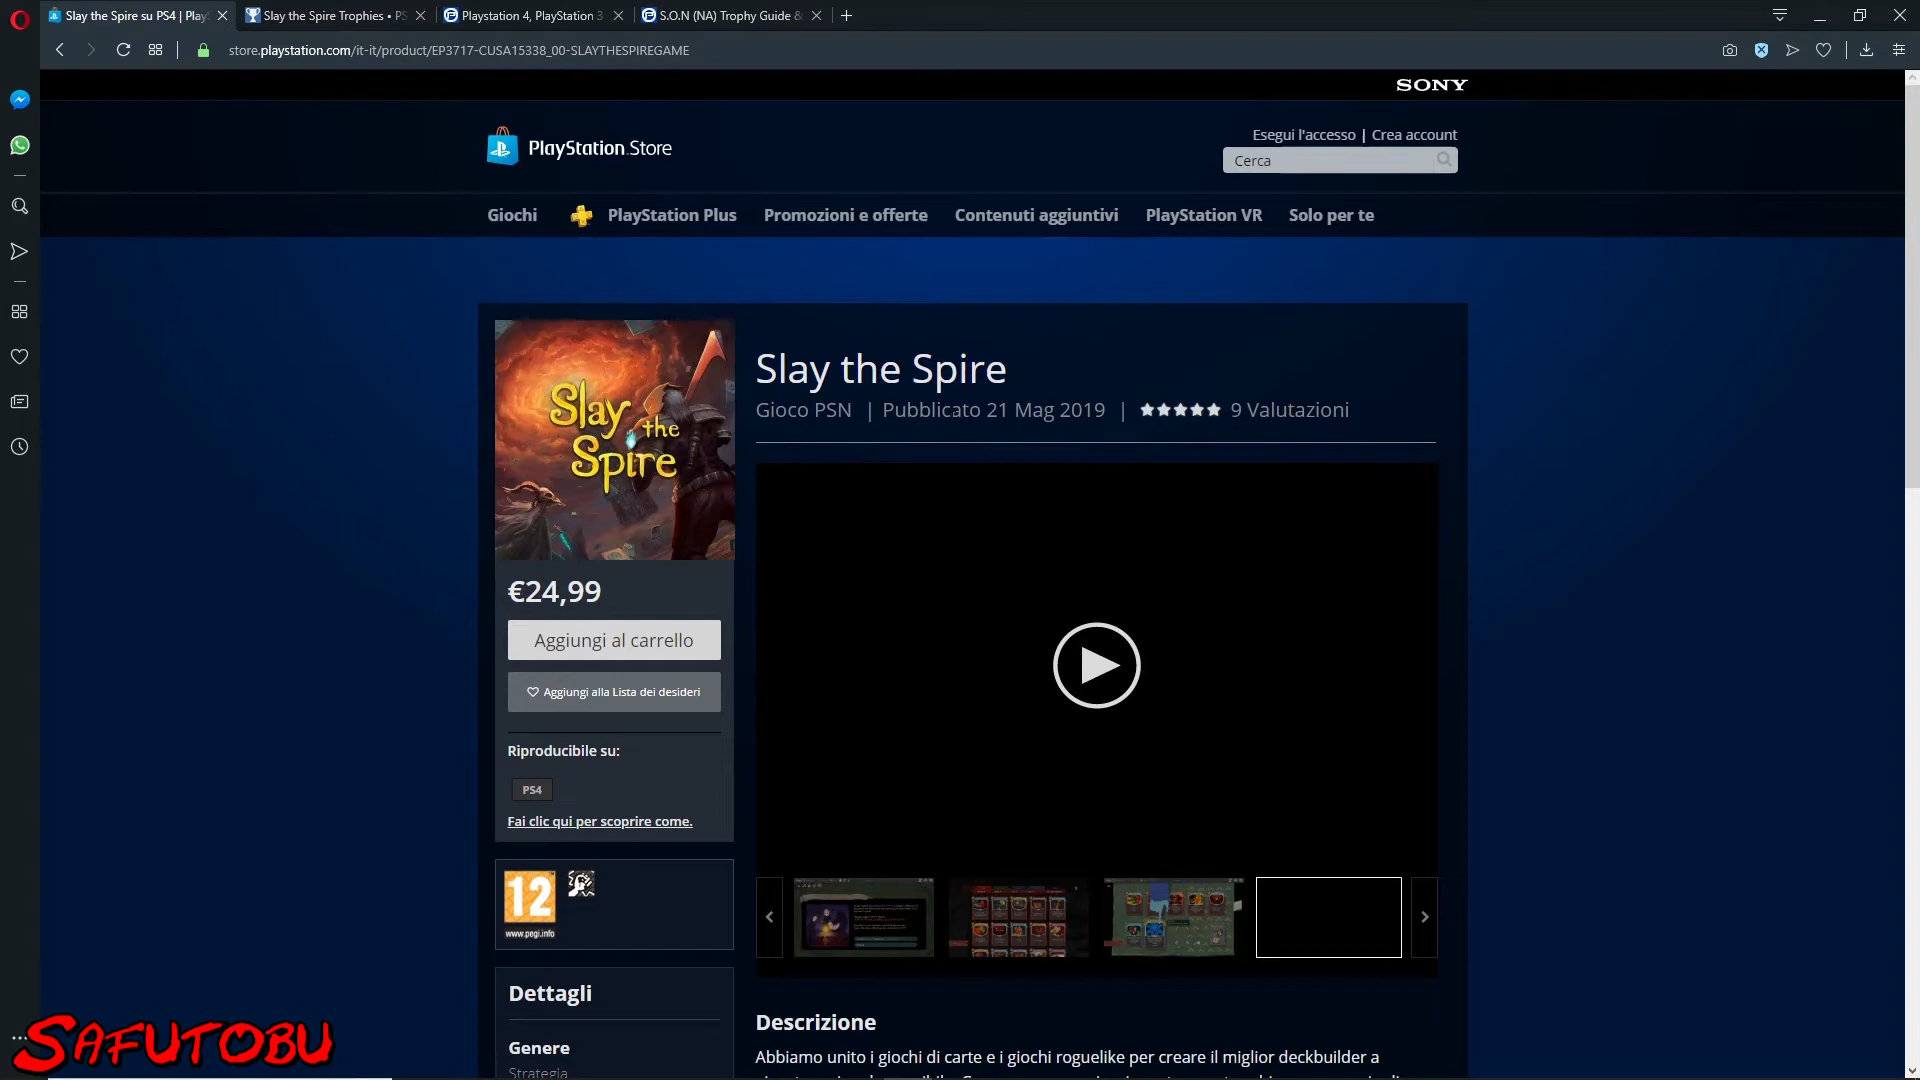 Slay the Spire su PS4 | Play
Slay the Spire Trophies • PS
Playstation 4, PlayStation 3
S.O.N (NA) Trophy Guide &
store.playstation.com/it-it/product/EP3717-CUSA15338_00-SLAYTHESPIREGAME
SONY
PlayStation Store
Esegui l'accesso | Crea account
Cerca
Giochi
PlayStation Plus
Promozioni e offerte
Contenuti aggiuntivi
PlayStation VR
Solo per te
Slay the Spire
Slay the Spire
Gioco PSN | Pubblicato 21 Mag 2019 | ★★★★★ 9 Valutazioni
€24,99
Aggiungi al carrello
Aggiungi alla Lista dei desideri
Riproducibile su:
PS4
Fai clic qui per scoprire come.
12
www.pegi.info
Dettagli
Genere
Strategia
Descrizione
Abbiamo unito i giochi di carte e i giochi roguelike per creare il miglior deckbuilder a
SAFUTOBU